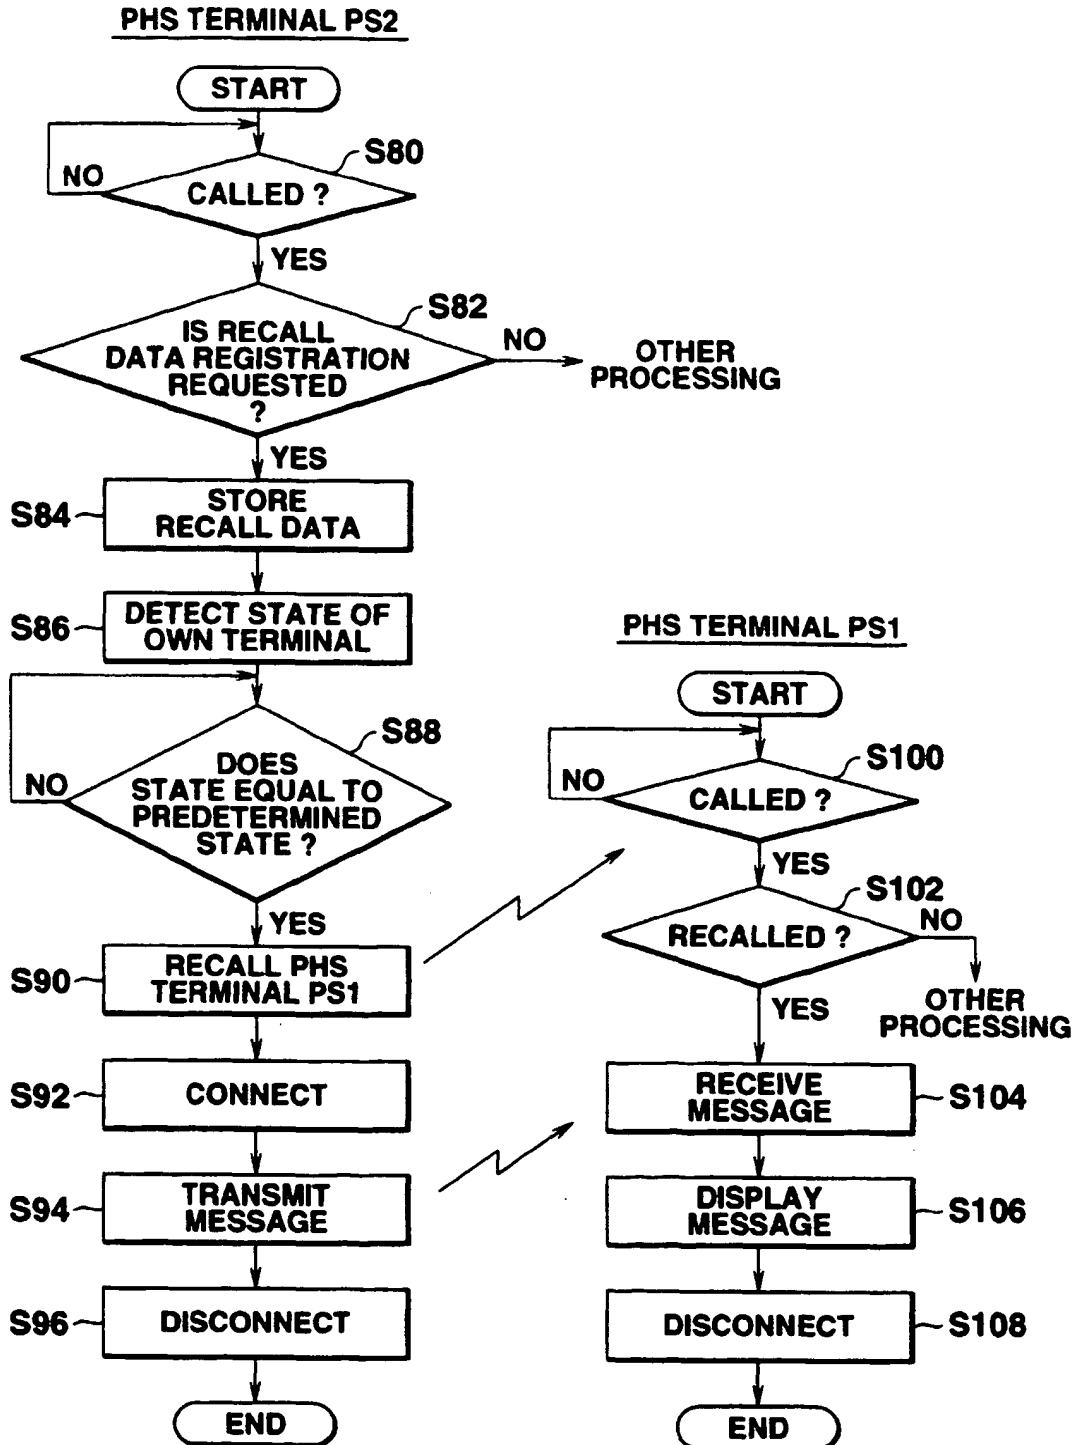 PHS TERMINAL PS2
START
S80
NO
CALLED ?
YES
S82
IS RECALL
DATA REGISTRATION
REQUESTED
?
NO
OTHER
PROCESSING
YES
S84
STORE
RECALL DATA
S86
DETECT STATE OF
OWN TERMINAL
S88
NO
DOES
STATE EQUAL TO
PREDETERMINED
STATE ?
YES
S90
RECALL PHS
TERMINAL PS1
S92
CONNECT
S94
TRANSMIT
MESSAGE
S96
DISCONNECT
END
PHS TERMINAL PS1
START
S100
NO
CALLED ?
YES
S102
RECALLED ?
NO
OTHER
PROCESSING
YES
RECEIVE
MESSAGE
S104
DISPLAY
MESSAGE
S106
DISCONNECT
S108
END